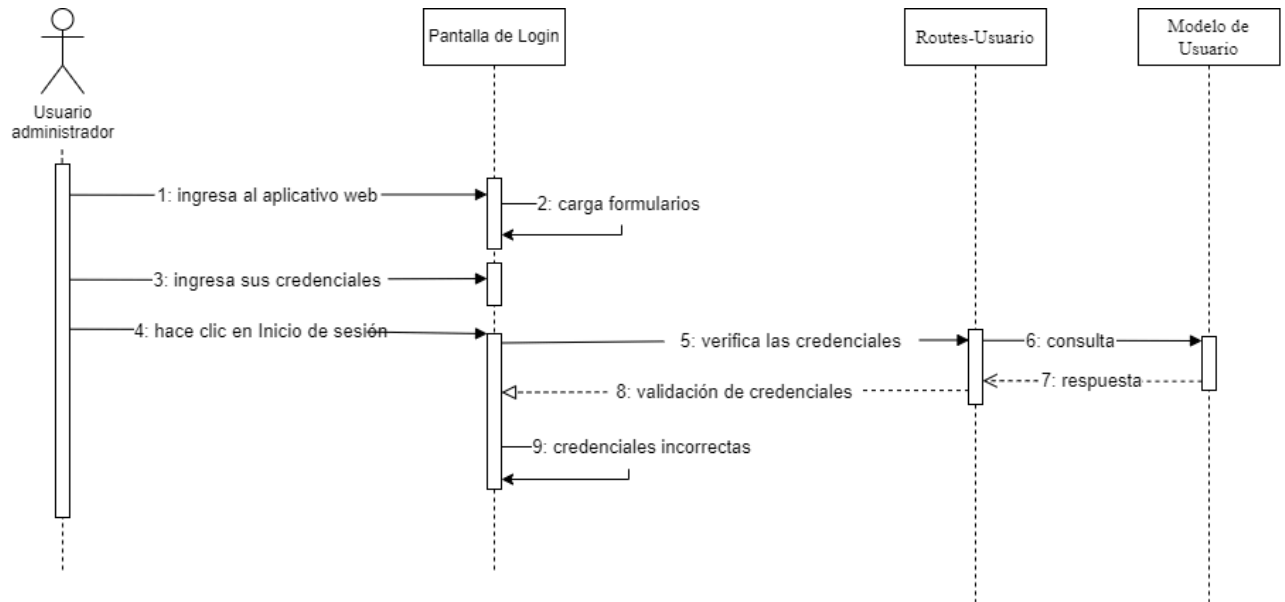 Pantalla de Login
Routes-Usuario
Modelo de
Usuario
Usuario
administrador
1: ingresa al aplicativo web
2: carga formularios
3: ingresa sus credenciales
4: hace clic en Inicio de sesión
5: verifica las credenciales
6: consulta
7: respuesta
8: validación de credenciales
9: credenciales incorrectas